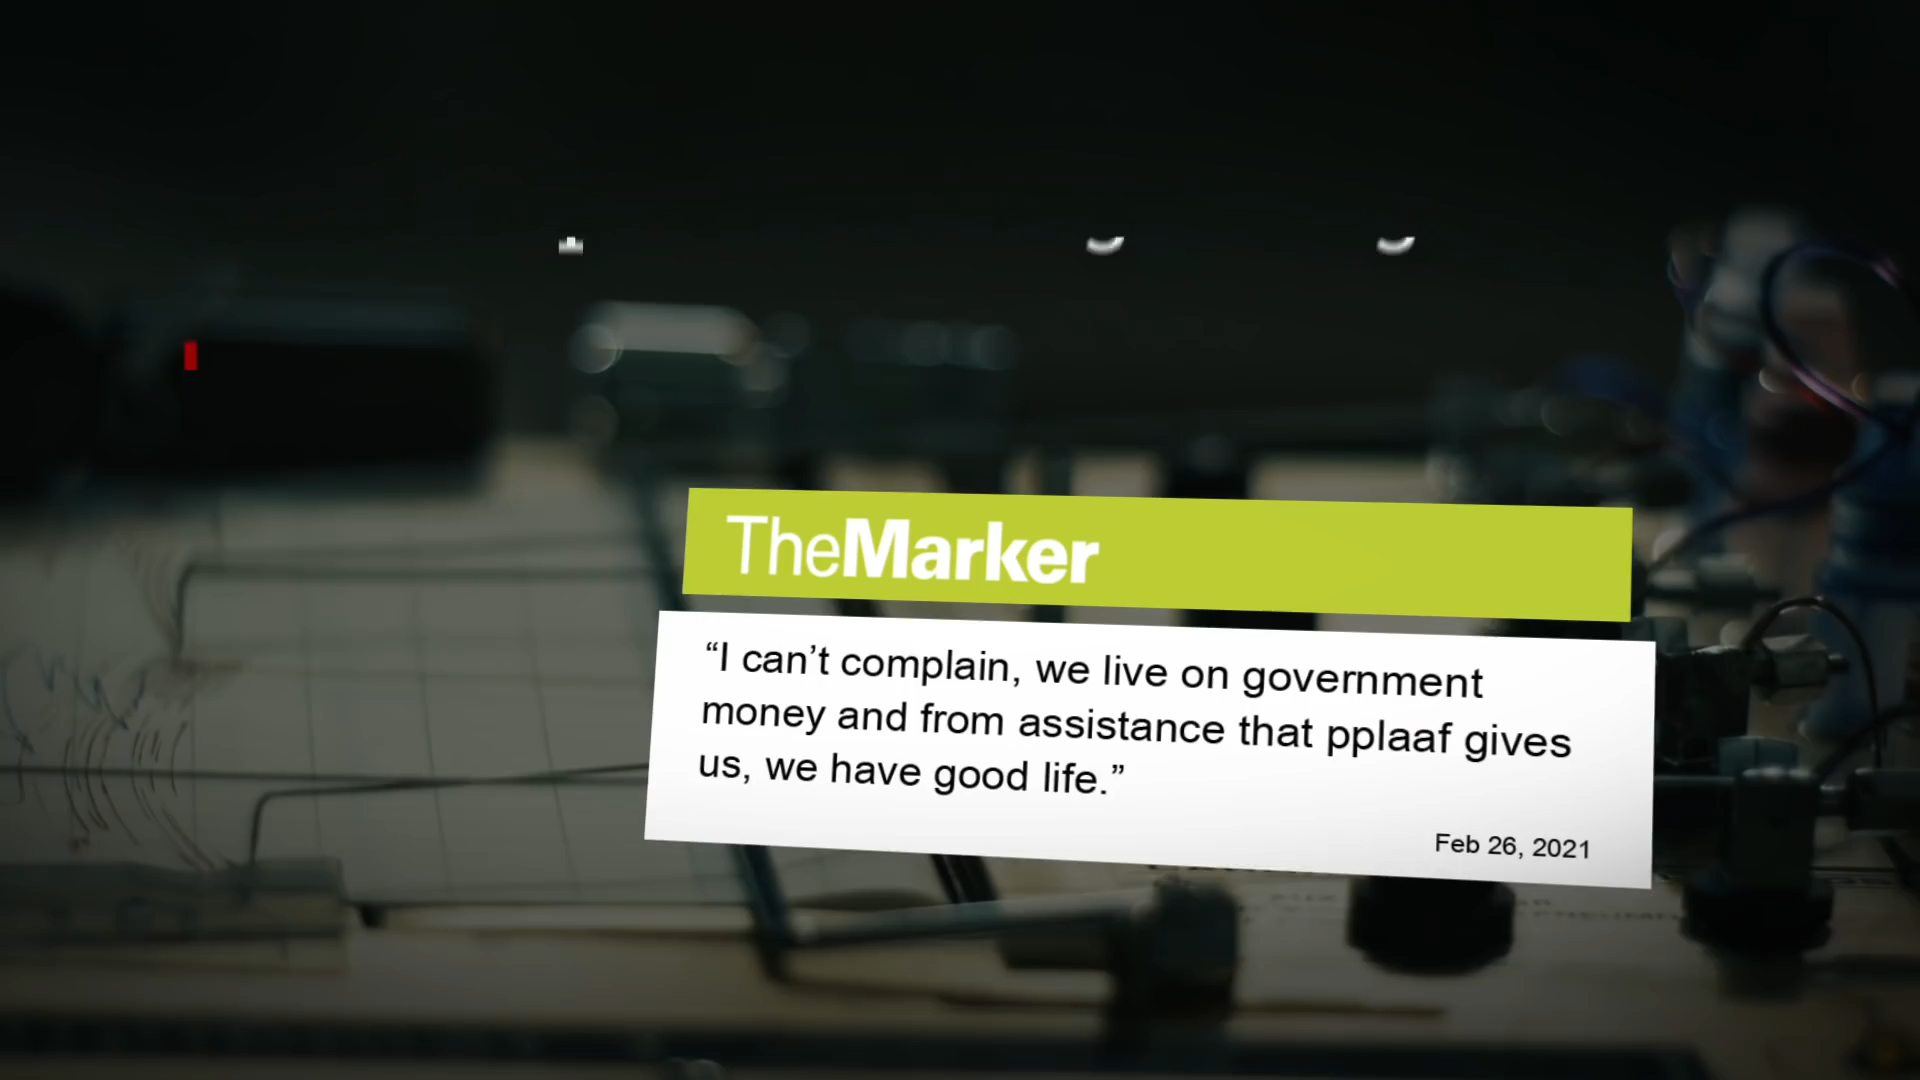 TheMarker
“I can’t complain, we live on government
money and from assistance that pplaaf gives
us, we have good life.”
Feb 26, 2021